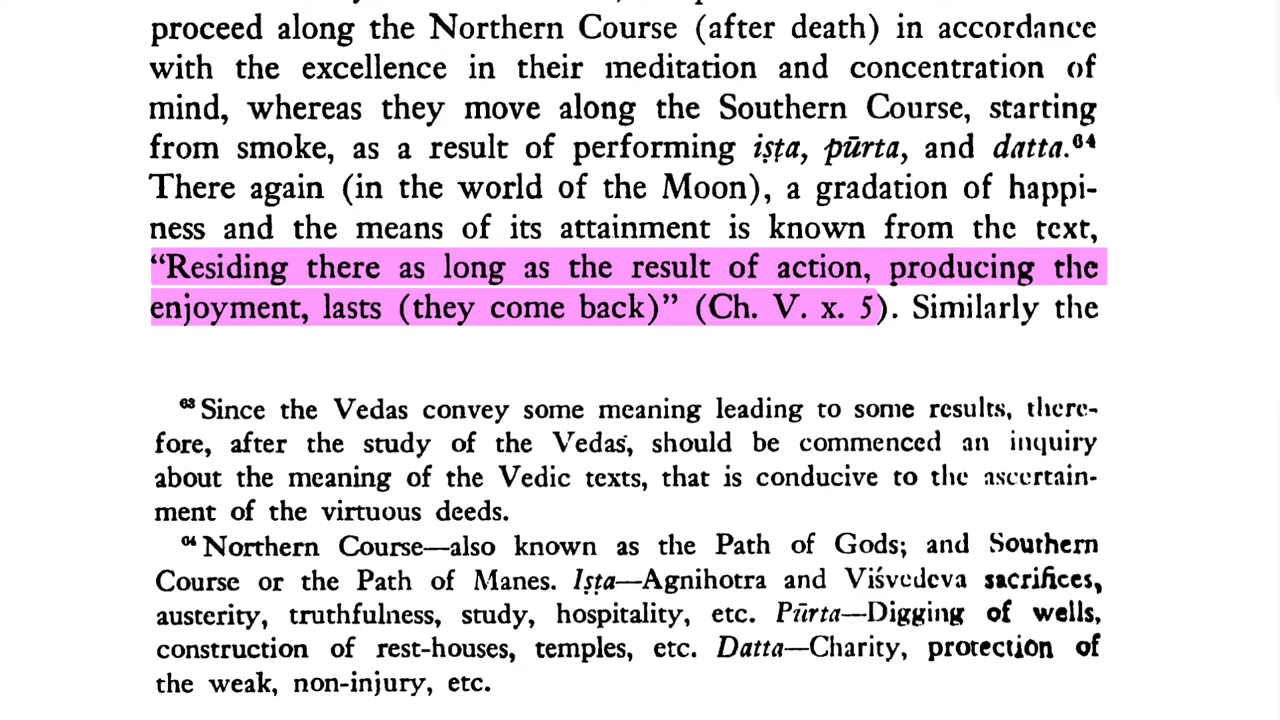 proceed along the Northern Course (after death) in accordance
with the excellence in their meditation and concentration of
mind, whereas they move along the Southern Course, starting
from smoke, as a result of performing iṣṭa, pūrta, and datta.⁶⁴
There again (in the world of the Moon), a gradation of happi-
ness and the means of its attainment is known from the text,
“Residing there as long as the result of action, producing the
enjoyment, lasts (they come back)” (Ch. V. x. 5). Similarly the
⁶³ Since the Vedas convey some meaning leading to some results, there-
fore, after the study of the Vedas, should be commenced an inquiry
about the meaning of the Vedic texts, that is conducive to the ascertain-
ment of the virtuous deeds.
⁶⁴ Northern Course—also known as the Path of Gods; and Southern
Course or the Path of Manes. Iṣṭa—Agnihotra and Viśvedeva sacrifices,
austerity, truthfulness, study, hospitality, etc. Pūrta—Digging of wells,
construction of rest-houses, temples, etc. Datta—Charity, protection of
the weak, non-injury, etc.